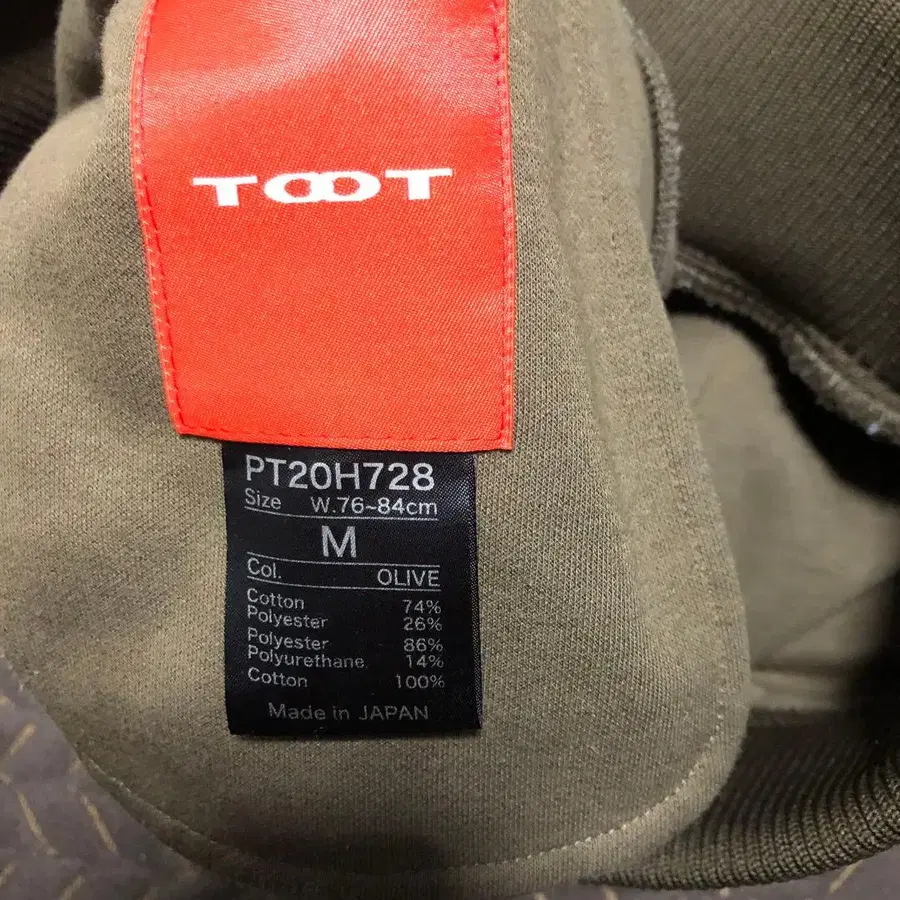 TOOT
PT20H728
Size W.76~84cm
M
Col. OLIVE
Cotton 74%
Polyester 26%
Polyester 86%
Polyurethane 14%
Cotton 100%
Made in JAPAN